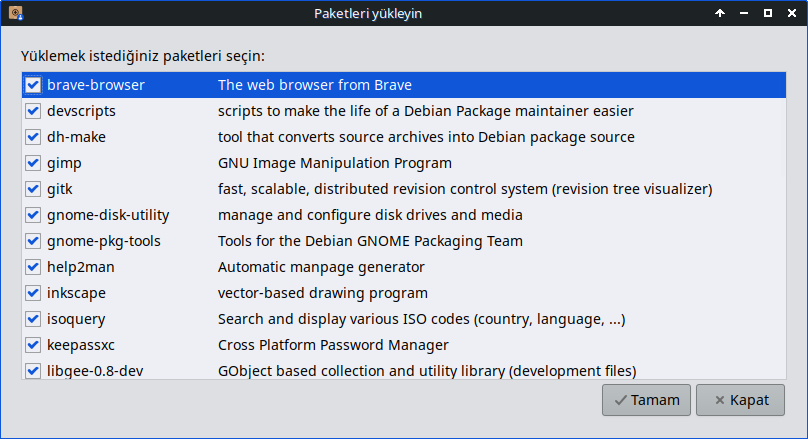 Paketleri yükleyin
Yüklemek istediğiniz paketleri seçin:
brave-browser The web browser from Brave
devscripts scripts to make the life of a Debian Package maintainer easier
dh-make tool that converts source archives into Debian package source
gimp GNU Image Manipulation Program
gitk fast, scalable, distributed revision control system (revision tree visualizer)
gnome-disk-utility manage and configure disk drives and media
gnome-pkg-tools Tools for the Debian GNOME Packaging Team
help2man Automatic manpage generator
inkscape vector-based drawing program
isoquery Search and display various ISO codes (country, language, ...)
keepassxc Cross Platform Password Manager
libgee-0.8-dev GObject based collection and utility library (development files)
Tamam Kapat